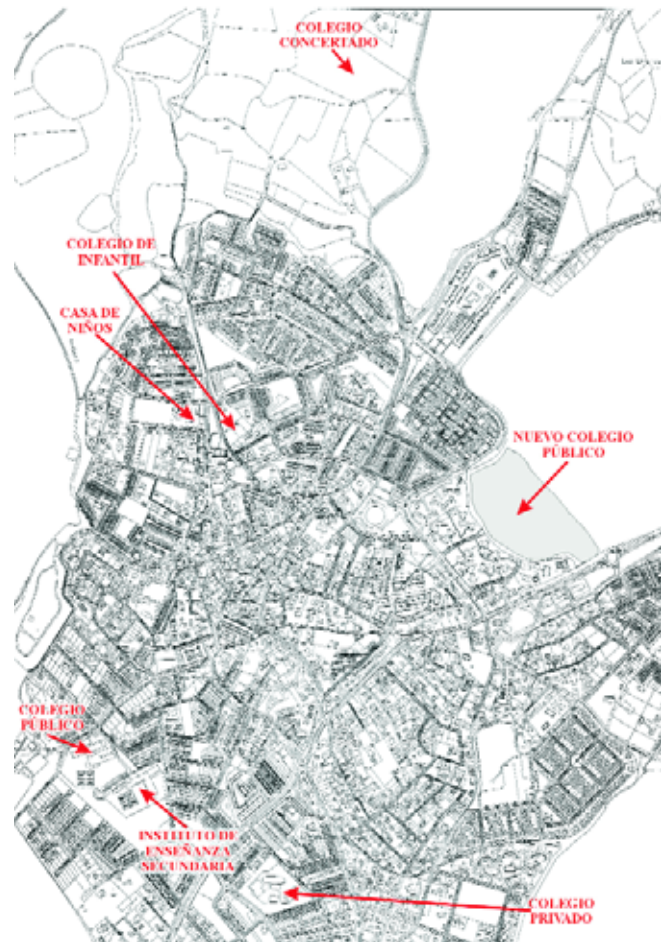 COLEGIO
CONCERTADO
COLEGIO DE
INFANTIL
CASA DE
NIÑOS
NUEVO COLEGIO
PÚBLICO
COLEGIO
PÚBLICO
INSTITUTO DE
ENSEÑANZA
SECUNDARIA
COLEGIO
PRIVADO